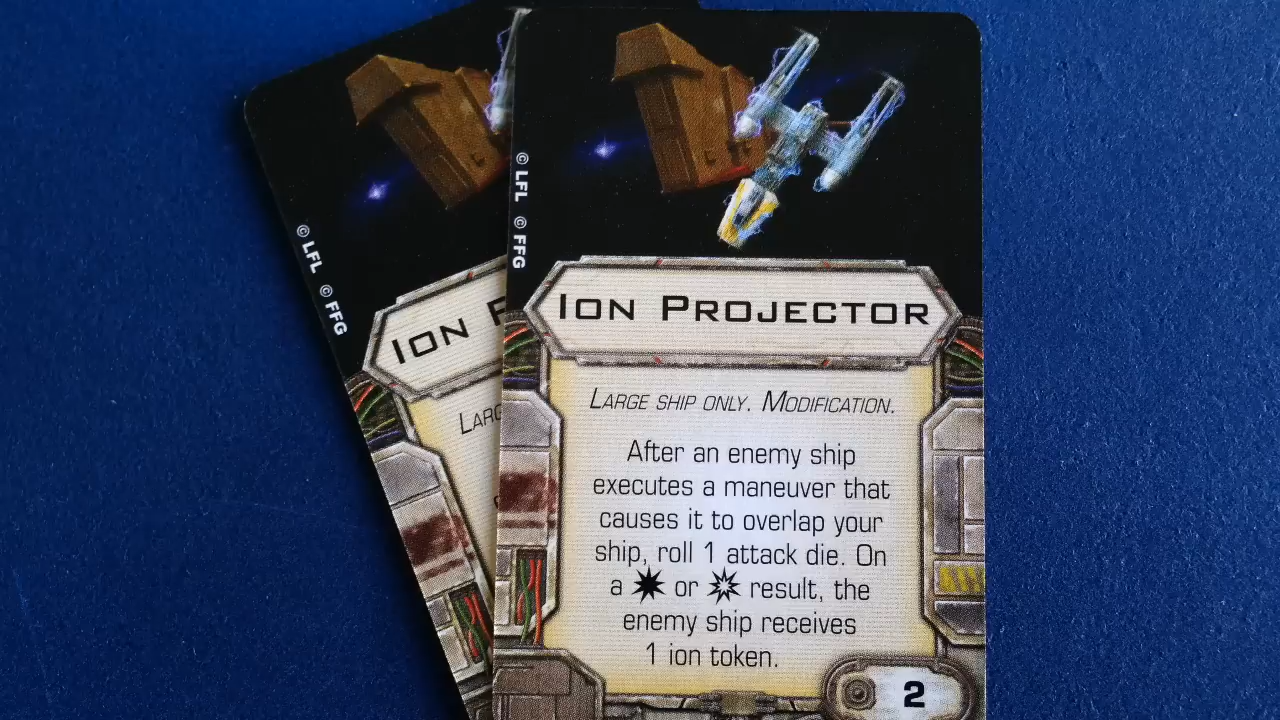 © LFL © FFG
ION
LARG
© LFL © FFG
ION PROJECTOR
LARGE SHIP ONLY. MODIFICATION.
After an enemy ship
executes a maneuver that
causes it to overlap your
ship, roll 1 attack die. On
a or result, the
enemy ship receives
1 ion token.
2